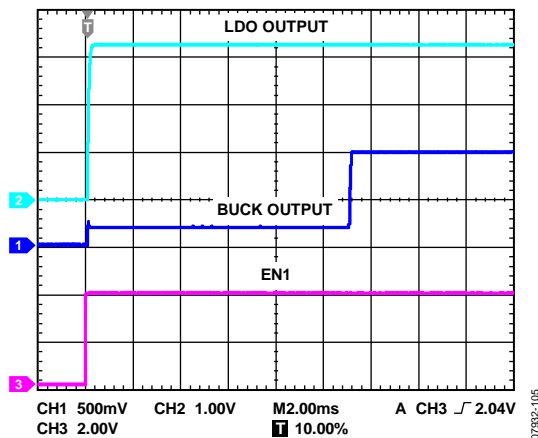 T
LDO OUTPUT
2
BUCK OUTPUT
1
EN1
3
CH1 500mV CH2 1.00V M2.00ms A CH3 2.04V
CH3 2.00V T 10.00%
07932-105